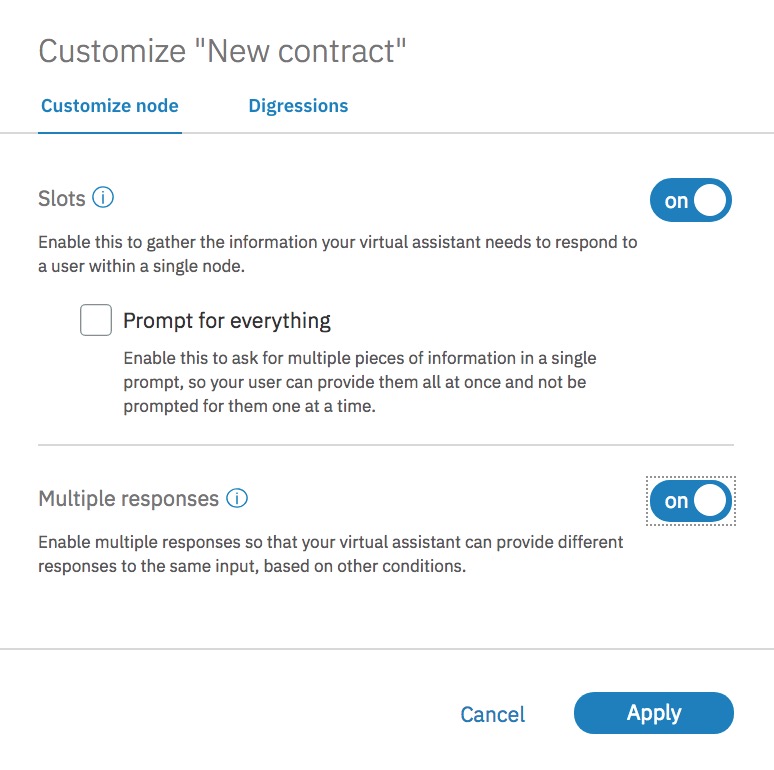 Customize "New contract"
Customize node
Digressions
Slots
on
Enable this to gather the information your virtual assistant needs to respond to
a user within a single node.
Prompt for everything
Enable this to ask for multiple pieces of information in a single
prompt, so your user can provide them all at once and not be
prompted for them one at a time.
Multiple responses
on
Enable multiple responses so that your virtual assistant can provide different
responses to the same input, based on other conditions.
Cancel
Apply